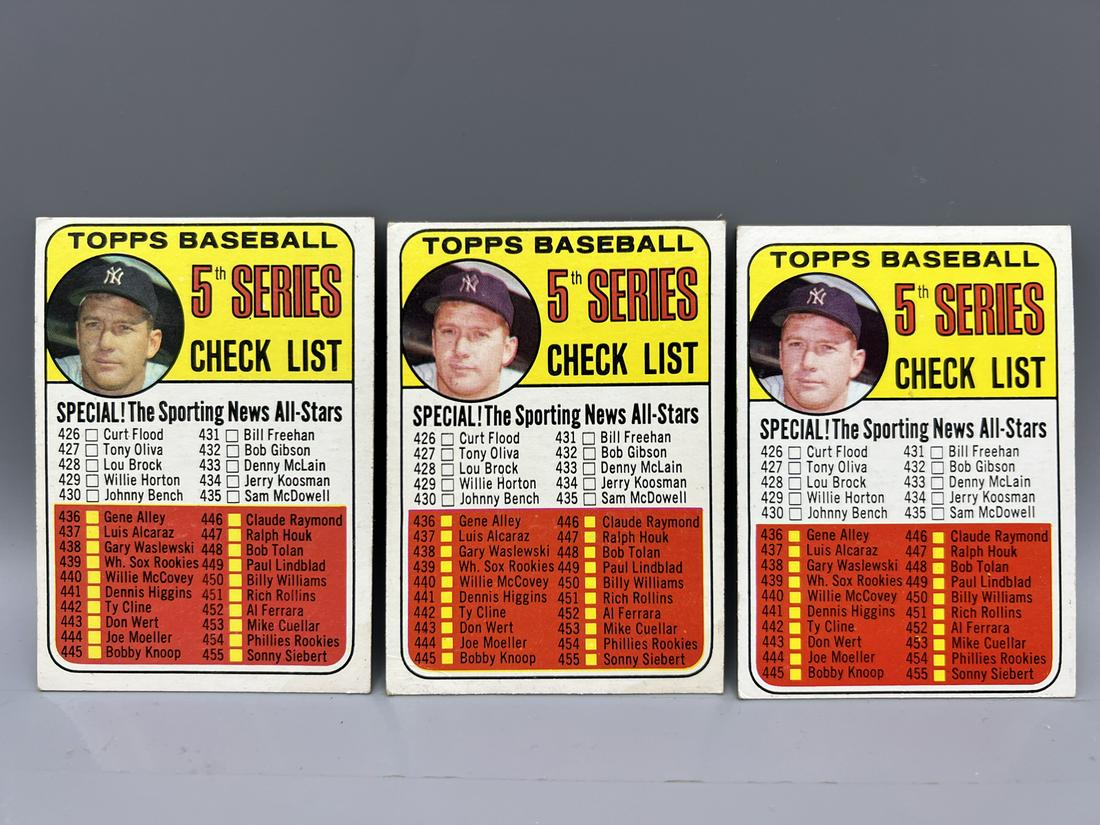 TOPPS BASEBALL
5th SERIES
CHECK LIST
SPECIAL! The Sporting News All-Stars
426 Curt Flood 431 Bill Freehan
427 Tony Oliva 432 Bob Gibson
428 Lou Brock 433 Denny McLain
429 Willie Horton 434 Jerry Koosman
430 Johnny Bench 435 Sam McDowell
436 Gene Alley 446 Claude Raymond
437 Luis Alcaraz 447 Ralph Houk
438 Gary Waslewski 448 Bob Tolan
439 Wh. Sox Rookies 449 Paul Lindblad
440 Willie McCovey 450 Billy Williams
441 Dennis Higgins 451 Rich Rollins
442 Ty Cline 452 Al Ferrara
443 Don Wert 453 Mike Cuellar
444 Joe Moeller 454 Phillies Rookies
445 Bobby Knoop 455 Sonny Siebert
TOPPS BASEBALL
5th SERIES
CHECK LIST
SPECIAL! The Sporting News All-Stars
426 Curt Flood 431 Bill Freehan
427 Tony Oliva 432 Bob Gibson
428 Lou Brock 433 Denny McLain
429 Willie Horton 434 Jerry Koosman
430 Johnny Bench 435 Sam McDowell
436 Gene Alley 446 Claude Raymond
437 Luis Alcaraz 447 Ralph Houk
438 Gary Waslewski 448 Bob Tolan
439 Wh. Sox Rookies 449 Paul Lindblad
440 Willie McCovey 450 Billy Williams
441 Dennis Higgins 451 Rich Rollins
442 Ty Cline 452 Al Ferrara
443 Don Wert 453 Mike Cuellar
444 Joe Moeller 454 Phillies Rookies
445 Bobby Knoop 455 Sonny Siebert
TOPPS BASEBALL
5th SERIES
CHECK LIST
SPECIAL! The Sporting News All-Stars
426 Curt Flood 431 Bill Freehan
427 Tony Oliva 432 Bob Gibson
428 Lou Brock 433 Denny McLain
429 Willie Horton 434 Jerry Koosman
430 Johnny Bench 435 Sam McDowell
436 Gene Alley 446 Claude Raymond
437 Luis Alcaraz 447 Ralph Houk
438 Gary Waslewski 448 Bob Tolan
439 Wh. Sox Rookies 449 Paul Lindblad
440 Willie McCovey 450 Billy Williams
441 Dennis Higgins 451 Rich Rollins
442 Ty Cline 452 Al Ferrara
443 Don Wert 453 Mike Cuellar
444 Joe Moeller 454 Phillies Rookies
445 Bobby Knoop 455 Sonny Siebert